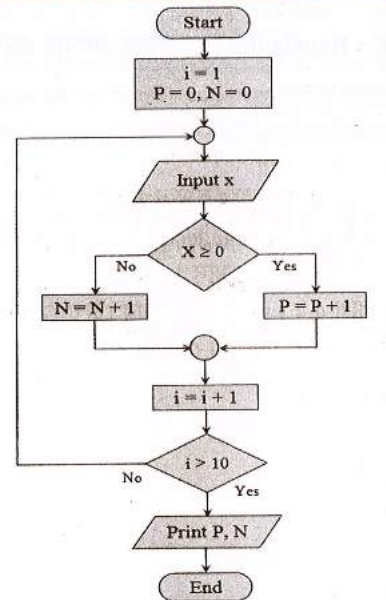 Start
i = 1
P = 0, N = 0
Input x
X ≥ 0
No
Yes
N = N + 1
P = P + 1
i = i + 1
i > 10
No
Yes
Print P, N
End